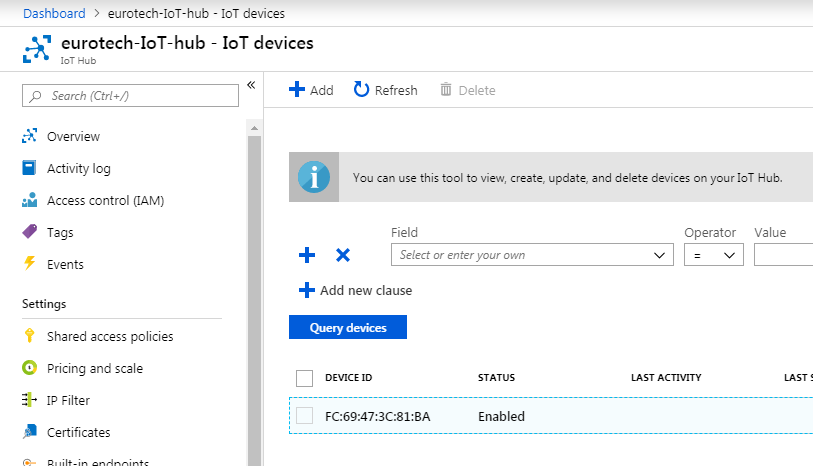 Dashboard > eurotech-IoT-hub - IoT devices
eurotech-IoT-hub - IoT devices
IoT Hub
Search (Ctrl+/)
«
Overview
Activity log
Access control (IAM)
Tags
Events
Settings
Shared access policies
Pricing and scale
IP Filter
Certificates
Built-in endpoints
Add Refresh Delete
You can use this tool to view, create, update, and delete devices on your IoT Hub.
Field Operator Value
Select or enter your own =
Add new clause
Query devices
DEVICE ID STATUS LAST ACTIVITY LAST S
FC:69:47:3C:81:BA Enabled